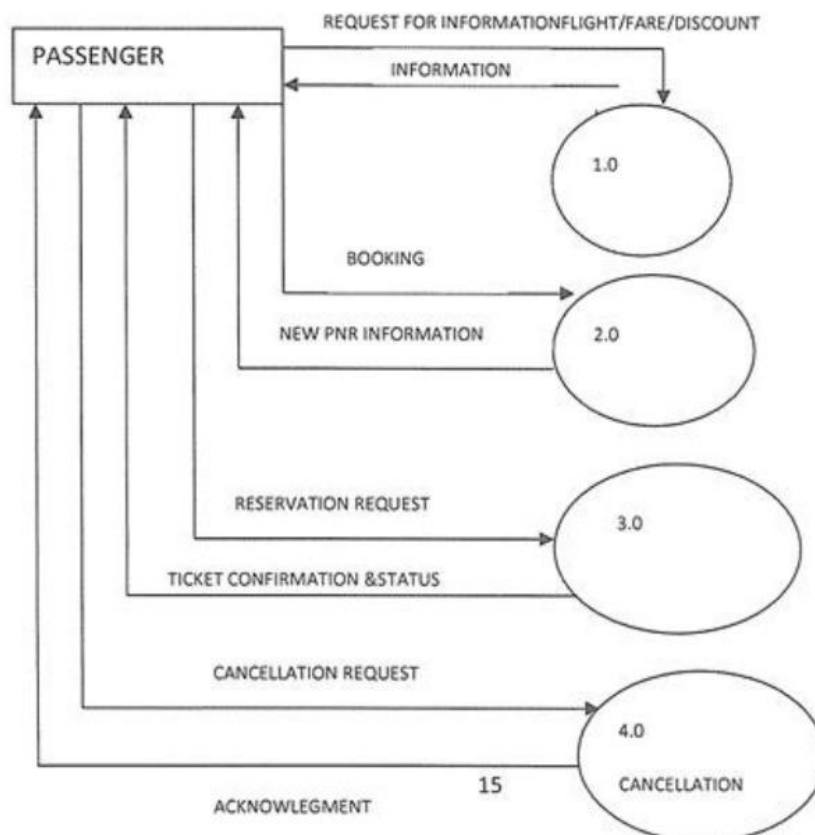 REQUEST FOR INFORMATIONFLIGHT/FARE/DISCOUNT
PASSENGER
INFORMATION
1.0
BOOKING
NEW PNR INFORMATION
2.0
RESERVATION REQUEST
3.0
TICKET CONFIRMATION &STATUS
CANCELLATION REQUEST
4.0
15
CANCELLATION
ACKNOWLEGMENT